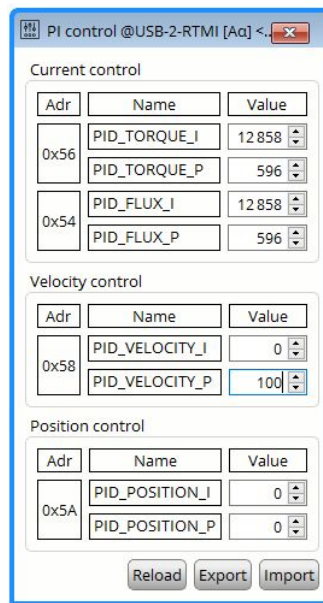 PI control @USB-2-RTMI [Aα] <..
Current control
Adr Name Value
0x56
PID_TORQUE_I 12 858
PID_TORQUE_P 596
0x54
PID_FLUX_I 12 858
PID_FLUX_P 596
Velocity control
Adr Name Value
0x58
PID_VELOCITY_I 0
PID_VELOCITY_P 100
Position control
Adr Name Value
0x5A
PID_POSITION_I 0
PID_POSITION_P 0
Reload Export Import